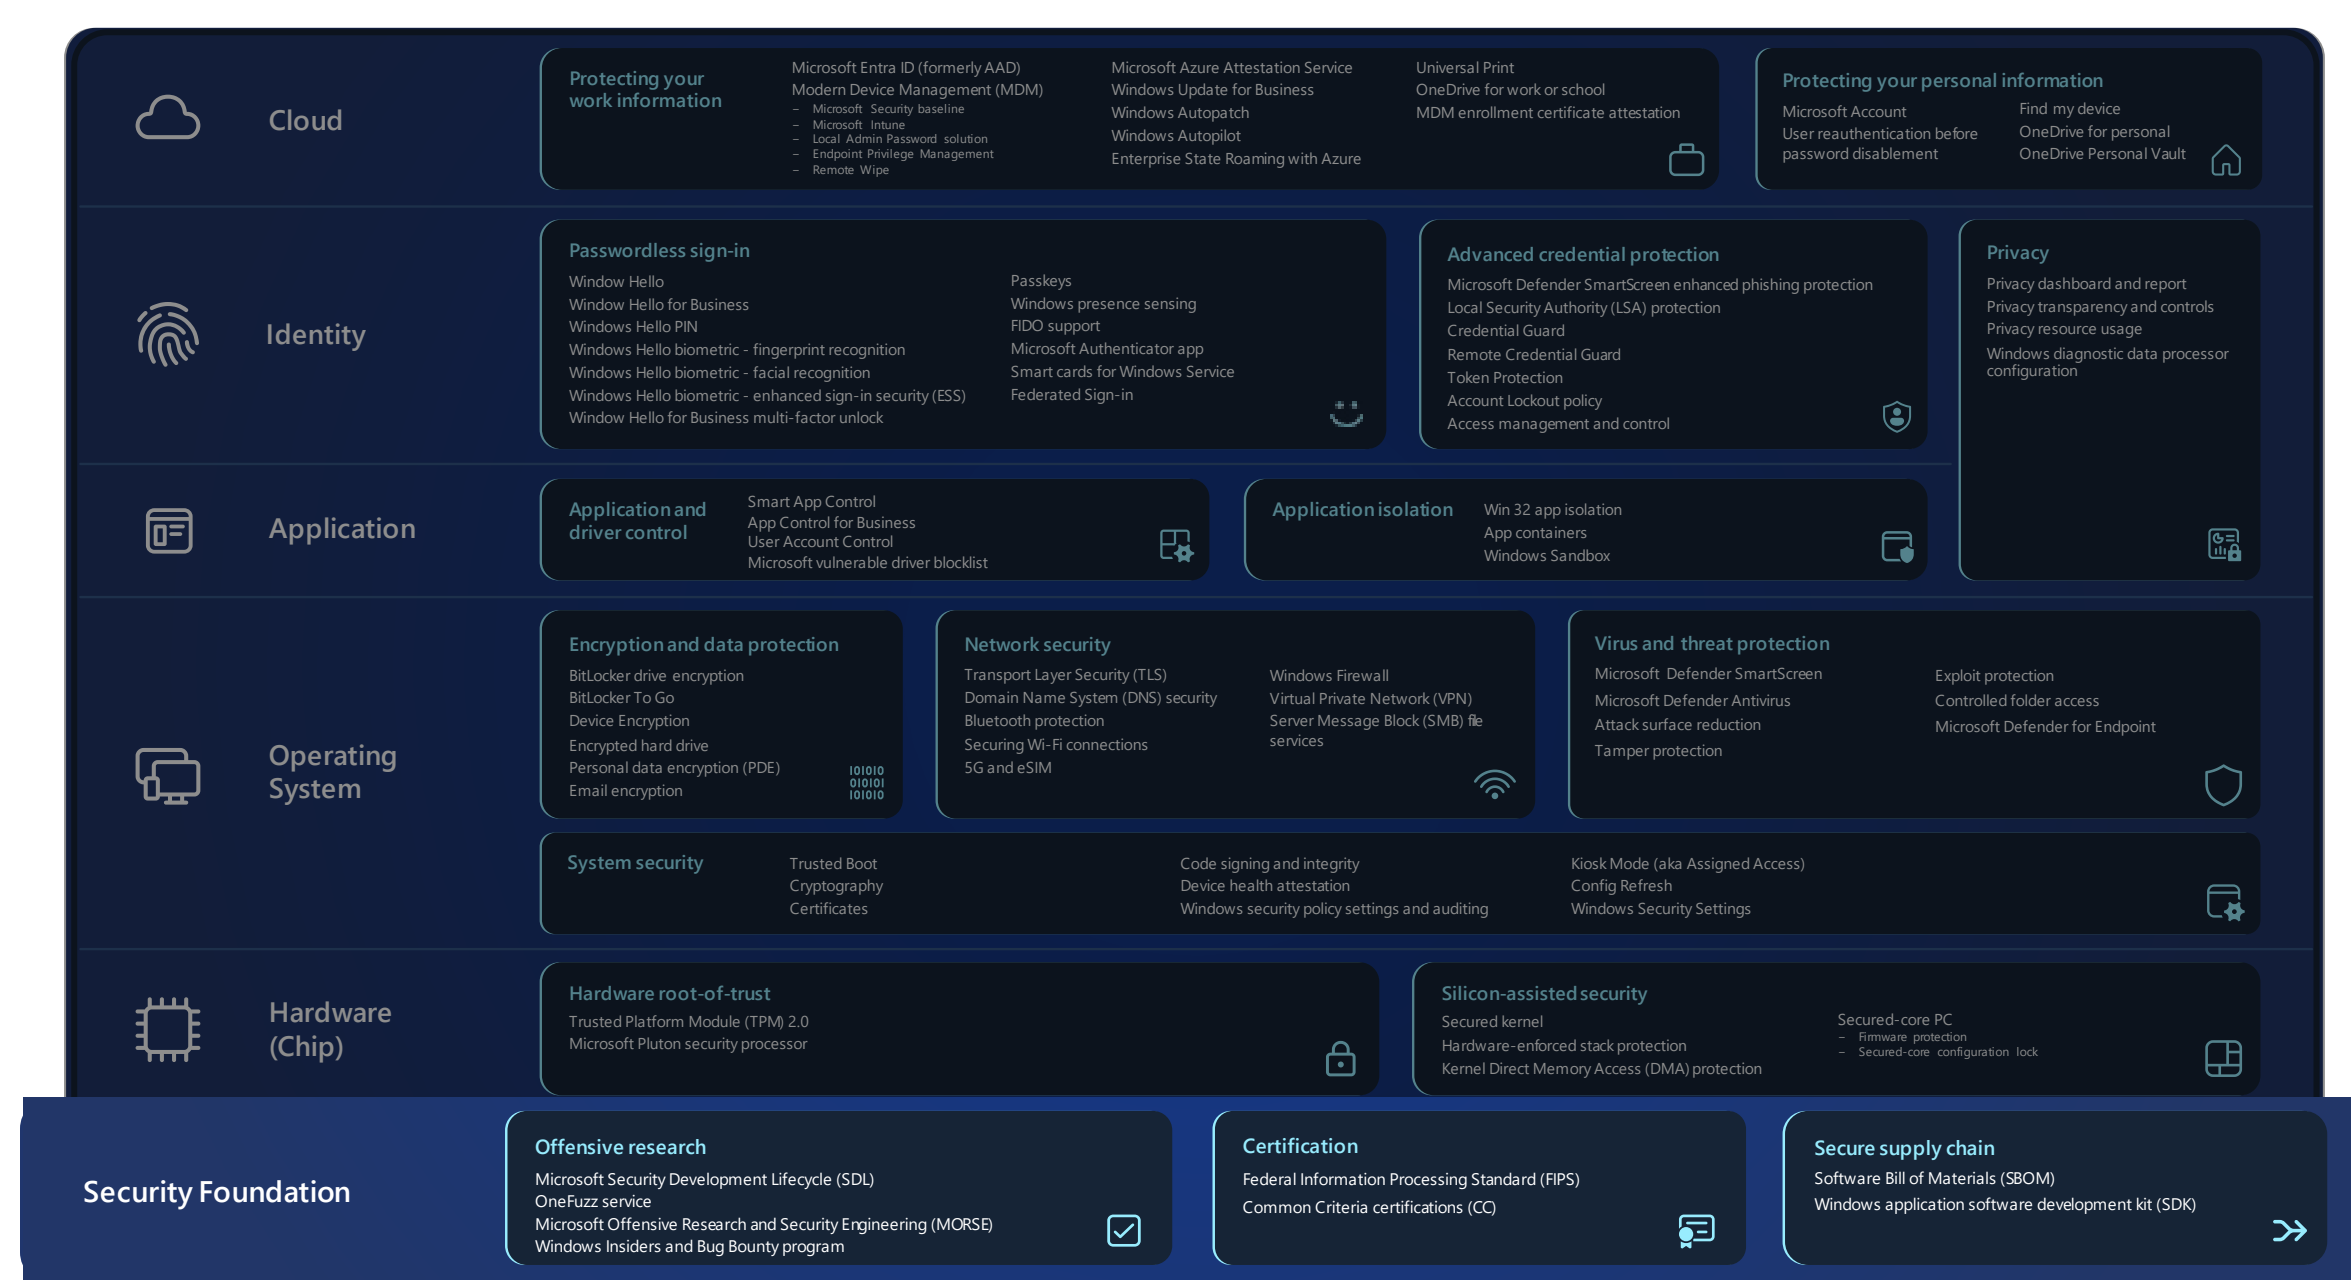 Cloud
Protecting your
work information
Microsoft Entra ID (formerly AAD)
Modern Device Management (MDM)
– Microsoft Security baseline
– Microsoft Intune
– Local Admin Password solution
– Endpoint Privilege Management
– Remote Wipe
Microsoft Azure Attestation Service
Windows Update for Business
Windows Autopatch
Windows Autopilot
Enterprise State Roaming with Azure
Universal Print
OneDrive for work or school
MDM enrollment certificate attestation
Protecting your personal information
Microsoft Account
User reauthentication before
password disablement
Find my device
OneDrive for personal
OneDrive Personal Vault
Identity
Passwordless sign-in
Window Hello
Window Hello for Business
Windows Hello PIN
Windows Hello biometric - fingerprint recognition
Windows Hello biometric - facial recognition
Windows Hello biometric - enhanced sign-in security (ESS)
Window Hello for Business multi-factor unlock
Passkeys
Windows presence sensing
FIDO support
Microsoft Authenticator app
Smart cards for Windows Service
Federated Sign-in
Advanced credential protection
Microsoft Defender SmartScreen enhanced phishing protection
Local Security Authority (LSA) protection
Credential Guard
Remote Credential Guard
Token Protection
Account Lockout policy
Access management and control
Privacy
Privacy dashboard and report
Privacy transparency and controls
Privacy resource usage
Windows diagnostic data processor
configuration
Application
Application and
driver control
Smart App Control
App Control for Business
User Account Control
Microsoft vulnerable driver blocklist
Application isolation
Win 32 app isolation
App containers
Windows Sandbox
Operating
System
Encryption and data protection
BitLocker drive encryption
BitLocker To Go
Device Encryption
Encrypted hard drive
Personal data encryption (PDE)
Email encryption
101010
010101
101010
Network security
Transport Layer Security (TLS)
Domain Name System (DNS) security
Bluetooth protection
Securing Wi-Fi connections
5G and eSIM
Windows Firewall
Virtual Private Network (VPN)
Server Message Block (SMB) file
services
Virus and threat protection
Microsoft Defender SmartScreen
Microsoft Defender Antivirus
Attack surface reduction
Tamper protection
Exploit protection
Controlled folder access
Microsoft Defender for Endpoint
System security
Trusted Boot
Cryptography
Certificates
Code signing and integrity
Device health attestation
Windows security policy settings and auditing
Kiosk Mode (aka Assigned Access)
Config Refresh
Windows Security Settings
Hardware
(Chip)
Hardware root-of-trust
Trusted Platform Module (TPM) 2.0
Microsoft Pluton security processor
Silicon-assisted security
Secured kernel
Hardware-enforced stack protection
Kernel Direct Memory Access (DMA) protection
Secured-core PC
– Firmware protection
– Secured-core configuration lock
Security Foundation
Offensive research
Microsoft Security Development Lifecycle (SDL)
OneFuzz service
Microsoft Offensive Research and Security Engineering (MORSE)
Windows Insiders and Bug Bounty program
Certification
Federal Information Processing Standard (FIPS)
Common Criteria certifications (CC)
Secure supply chain
Software Bill of Materials (SBOM)
Windows application software development kit (SDK)